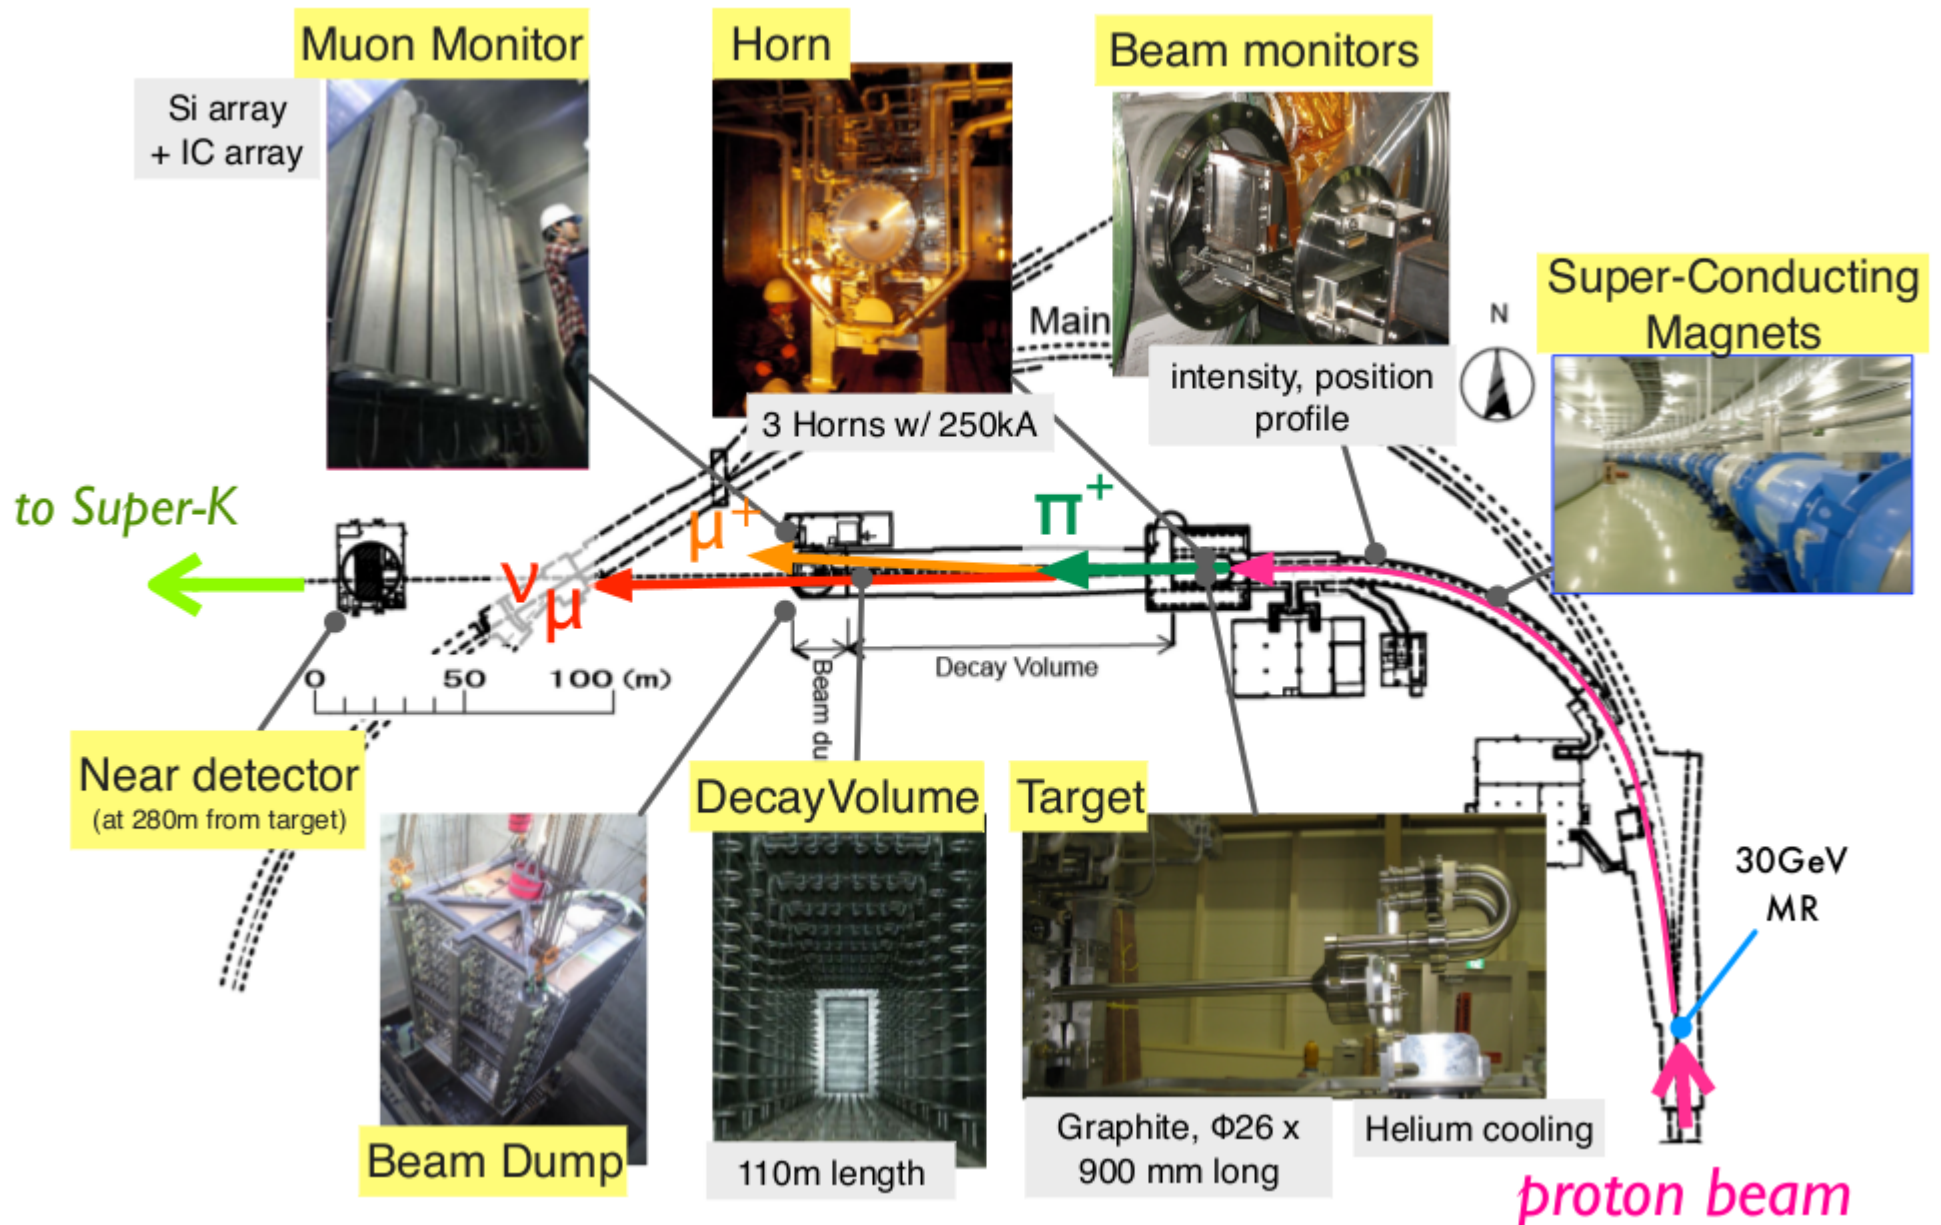 Muon Monitor
Si array
+ IC array
Horn
3 Horns w/ 250kA
Beam monitors
intensity, position
profile
Super-Conducting
Magnets
N
Main
to Super-K
μ+
π+
νμ
Beam du
Decay Volume
0 50 100 (m)
Near detector
(at 280m from target)
Beam Dump
DecayVolume
110m length
Target
Graphite, Φ26 x
900 mm long
Helium cooling
30GeV
MR
proton beam